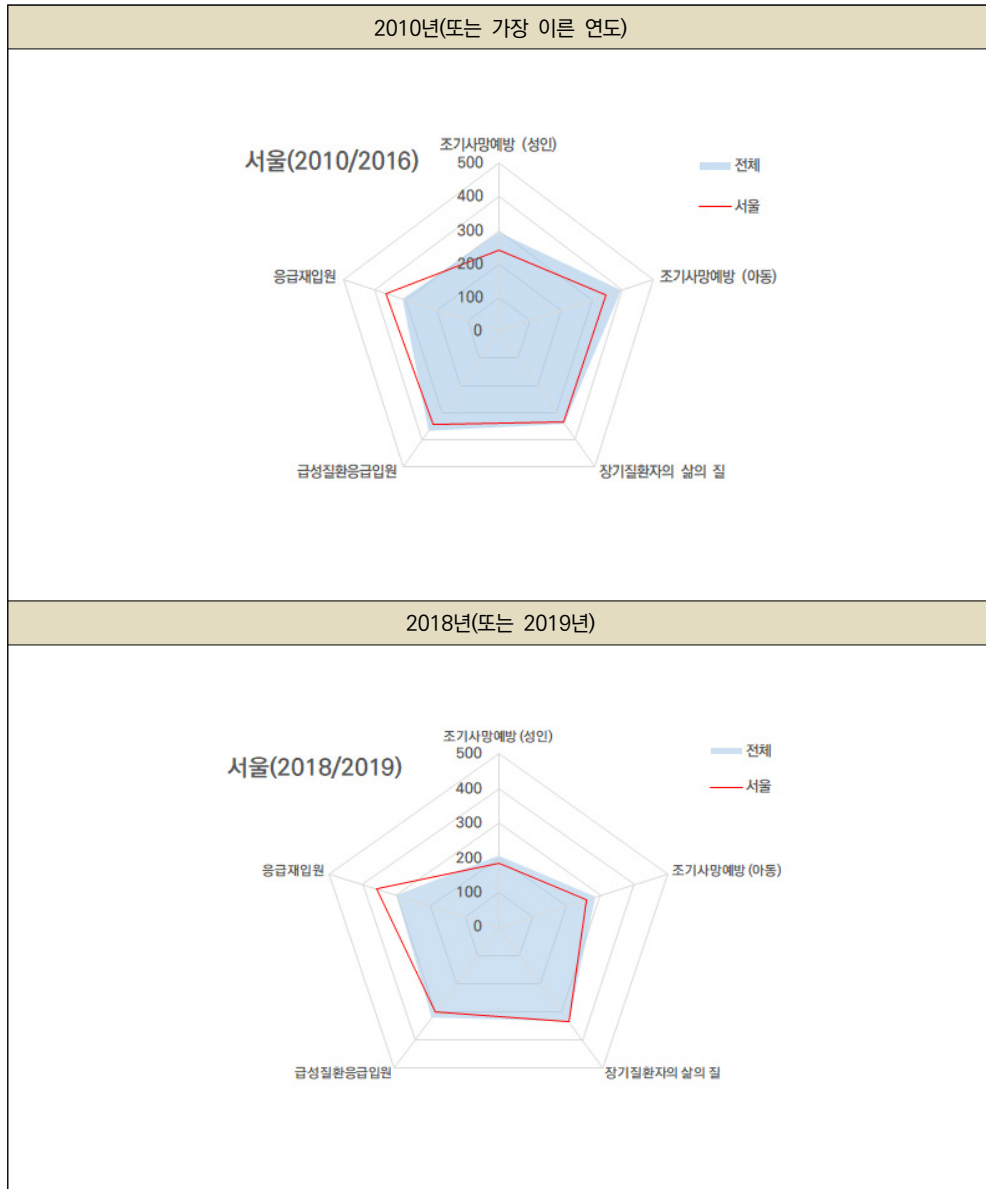 2010년(또는 가장 이른 연도)
서울(2010/2016)
조기사망예방 (성인)
500
400
300
200
100
0
전체
서울
응급재입원
조기사망예방 (아동)
급성질환응급입원
장기질환자의 삶의 질
2018년(또는 2019년)
서울(2018/2019)
조기사망예방 (성인)
500
400
300
200
100
0
전체
서울
응급재입원
조기사망예방 (아동)
급성질환응급입원
장기질환자의 삶의 질